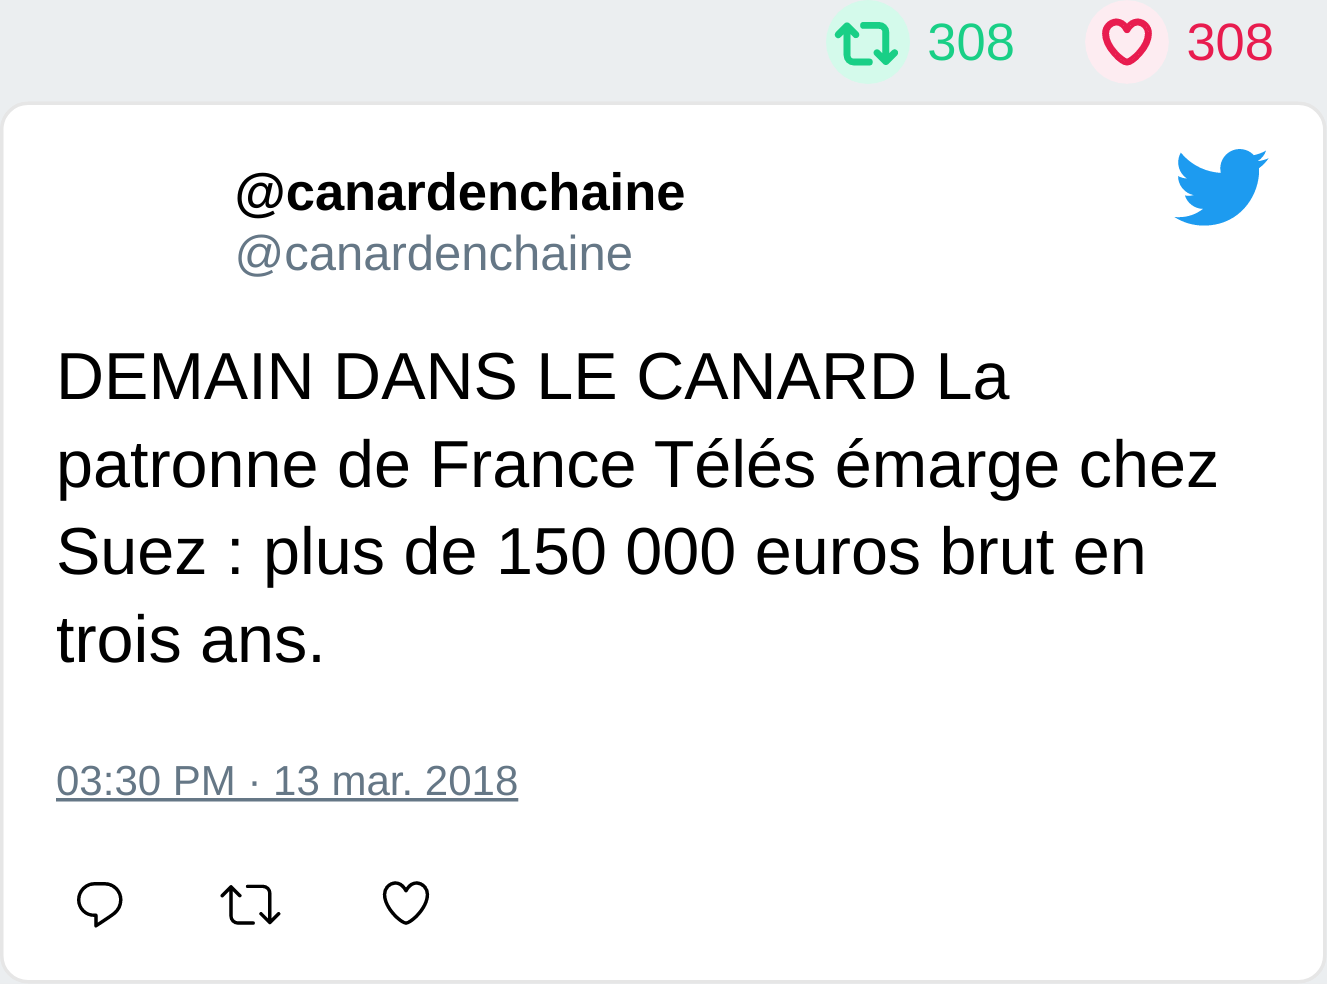 308 308
@canardenchaine
@canardenchaine
DEMAIN DANS LE CANARD La
patronne de France Télés émarge chez
Suez : plus de 150 000 euros brut en
trois ans.
03:30 PM · 13 mar. 2018